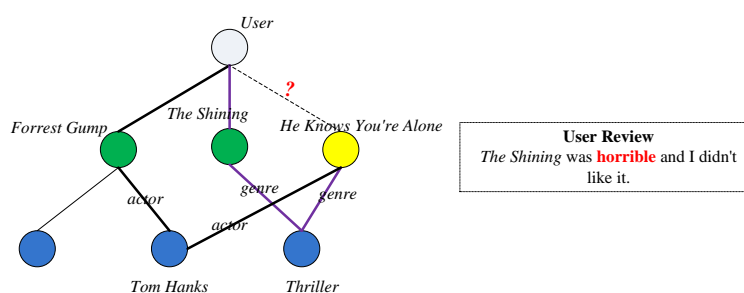 User
?
The Shining
Forrest Gump
He Knows You're Alone
User Review
The Shining was horrible and I didn't
like it.
genre
genre
actor
actor
Tom Hanks
Thriller